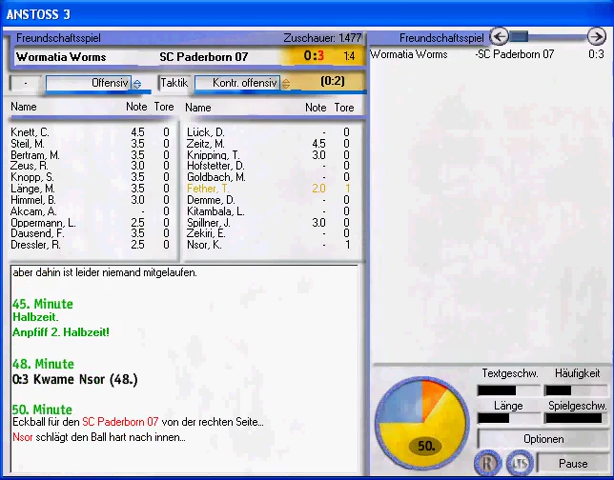 ANSTOSS 3
Freundschaftsspiel Zuschauer: 1.477
Wormatia Worms SC Paderborn 07 0:3 1:4
- Offensiv Taktik Kontr. offensiv (0:2)
Name Note Tore Name Note Tore
Knett, C. 4.5 0 Lück, D. - 0
Steil, M. 3.5 0 Zeitz, M. 4.5 0
Bertram, M. 3.5 0 Knipping, T. 3.0 0
Zeus, R. 3.0 0 Hofstetter, D. - 0
Knopp, S. 3.5 0 Goldbach, M. - 0
Länge, M. 3.5 0 Fether, T. 2.0 1
Himmel, B. 3.0 0 Demme, D. - 0
Akcam, A. - 0 Kitambala, L. - 0
Oppermann, L. 2.5 0 Spillner, J. 3.0 0
Dausend, F. 3.5 0 Zekiri, E. - 0
Dressler, R. 2.5 0 Nsor, K. - 1
aber dahin ist leider niemand mitgelaufen.
45. Minute
Halbzeit.
Anpfiff 2. Halbzeit!
48. Minute
0:3 Kwame Nsor (48.)
50. Minute
Eckball für den SC Paderborn 07 von der rechten Seite...
Nsor schlägt den Ball hart nach innen...
Freundschaftsspiel
Wormatia Worms -SC Paderborn 07 0:3
50.
Textgeschw. Häufigkeit
Länge Spielgeschw.
Optionen
R LTS Pause